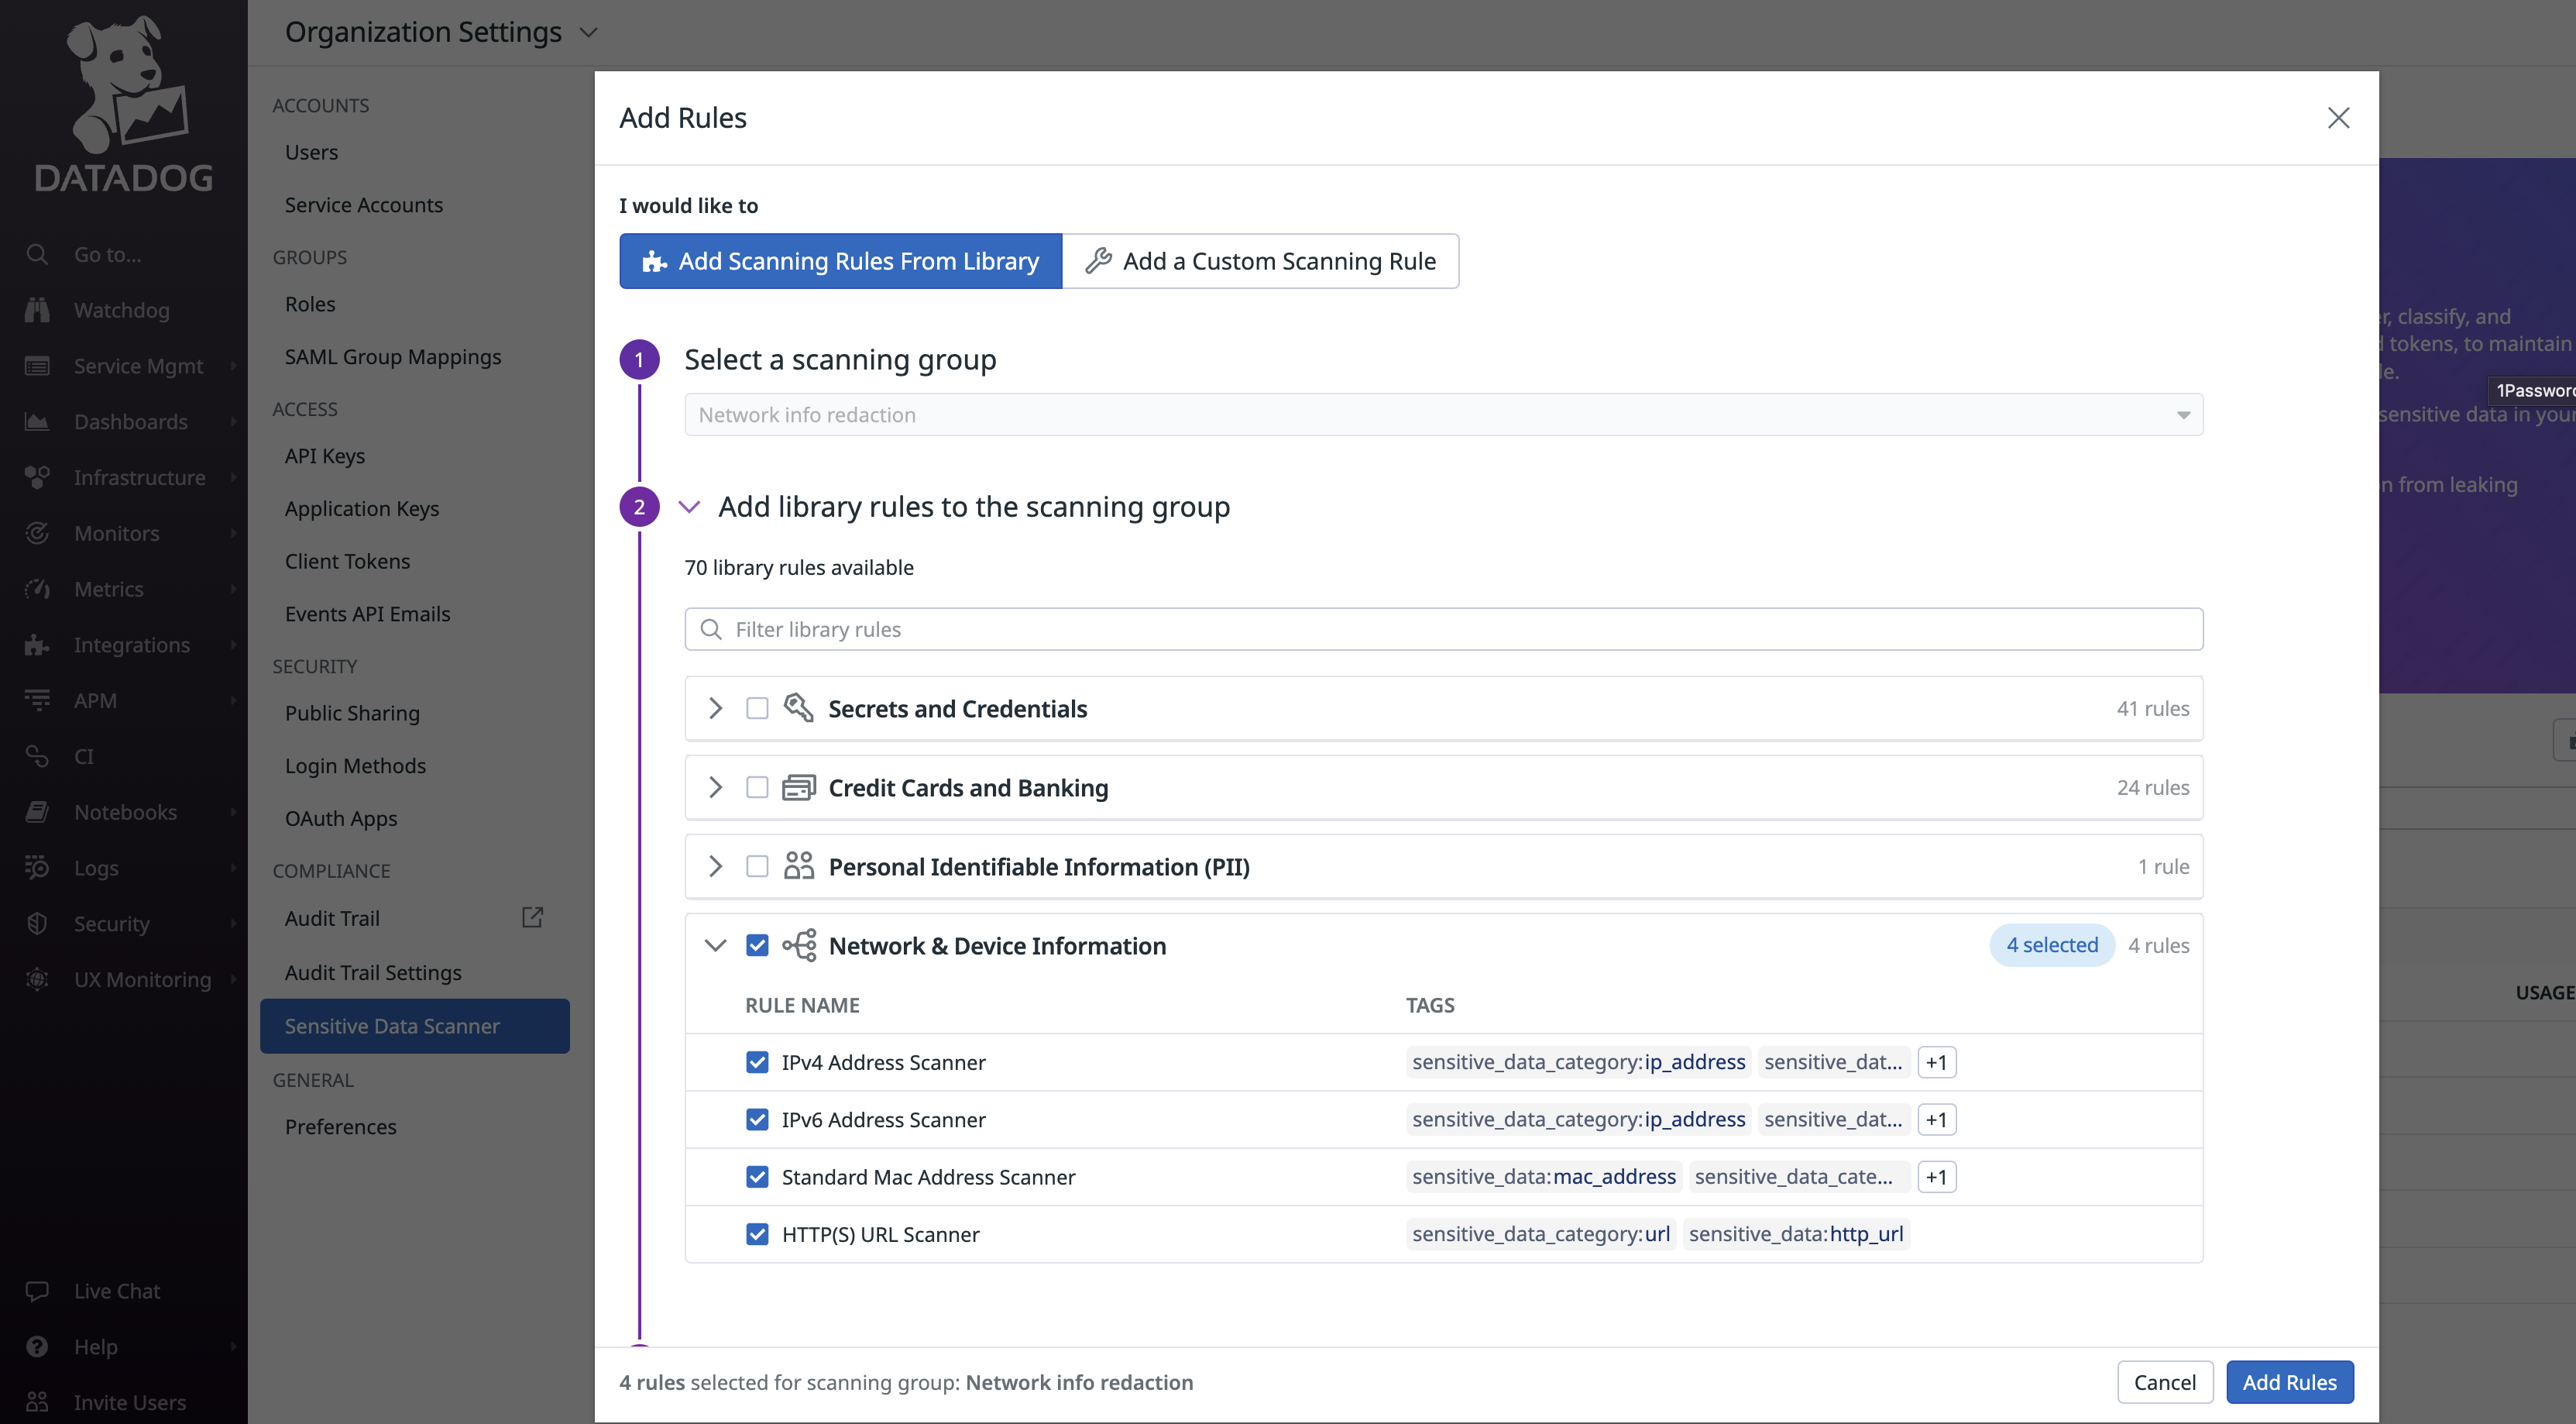 DATADOG
Go to...
Watchdog
Service Mgmt
Dashboards
Infrastructure
Monitors
Metrics
Integrations
APM
CI
Notebooks
Logs
Security
UX Monitoring
Live Chat
Help
Invite Users
Organization Settings
ACCOUNTS
Users
Service Accounts
GROUPS
Roles
SAML Group Mappings
ACCESS
API Keys
Application Keys
Client Tokens
Events API Emails
SECURITY
Public Sharing
Login Methods
OAuth Apps
COMPLIANCE
Audit Trail
Audit Trail Settings
Sensitive Data Scanner
GENERAL
Preferences
Add Rules
I would like to
Add Scanning Rules From Library
Add a Custom Scanning Rule
1 Select a scanning group
Network info redaction
2 Add library rules to the scanning group
70 library rules available
Filter library rules
Secrets and Credentials 41 rules
Credit Cards and Banking 24 rules
Personal Identifiable Information (PII) 1 rule
Network & Device Information 4 selected 4 rules
RULE NAME TAGS
IPv4 Address Scanner sensitive_data_category:ip_address sensitive_dat... +1
IPv6 Address Scanner sensitive_data_category:ip_address sensitive_dat... +1
Standard Mac Address Scanner sensitive_data:mac_address sensitive_data_cate... +1
HTTP(S) URL Scanner sensitive_data_category:url sensitive_data:http_url
4 rules selected for scanning group: Network info redaction
Cancel
Add Rules
r, classify, and
tokens, to maintain
le.
1Password
sensitive data in your
n from leaking
USAGE